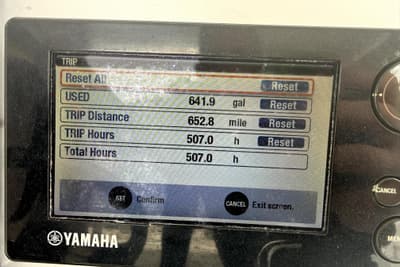 TRIP
Reset All Reset
USED 641.9 gal Reset
TRIP Distance 652.8 mile Reset
TRIP Hours 507.0 h Reset
Total Hours 507.0 h
SET Confirm CANCEL Exit screen.
CANCEL
YAMAHA
MEN